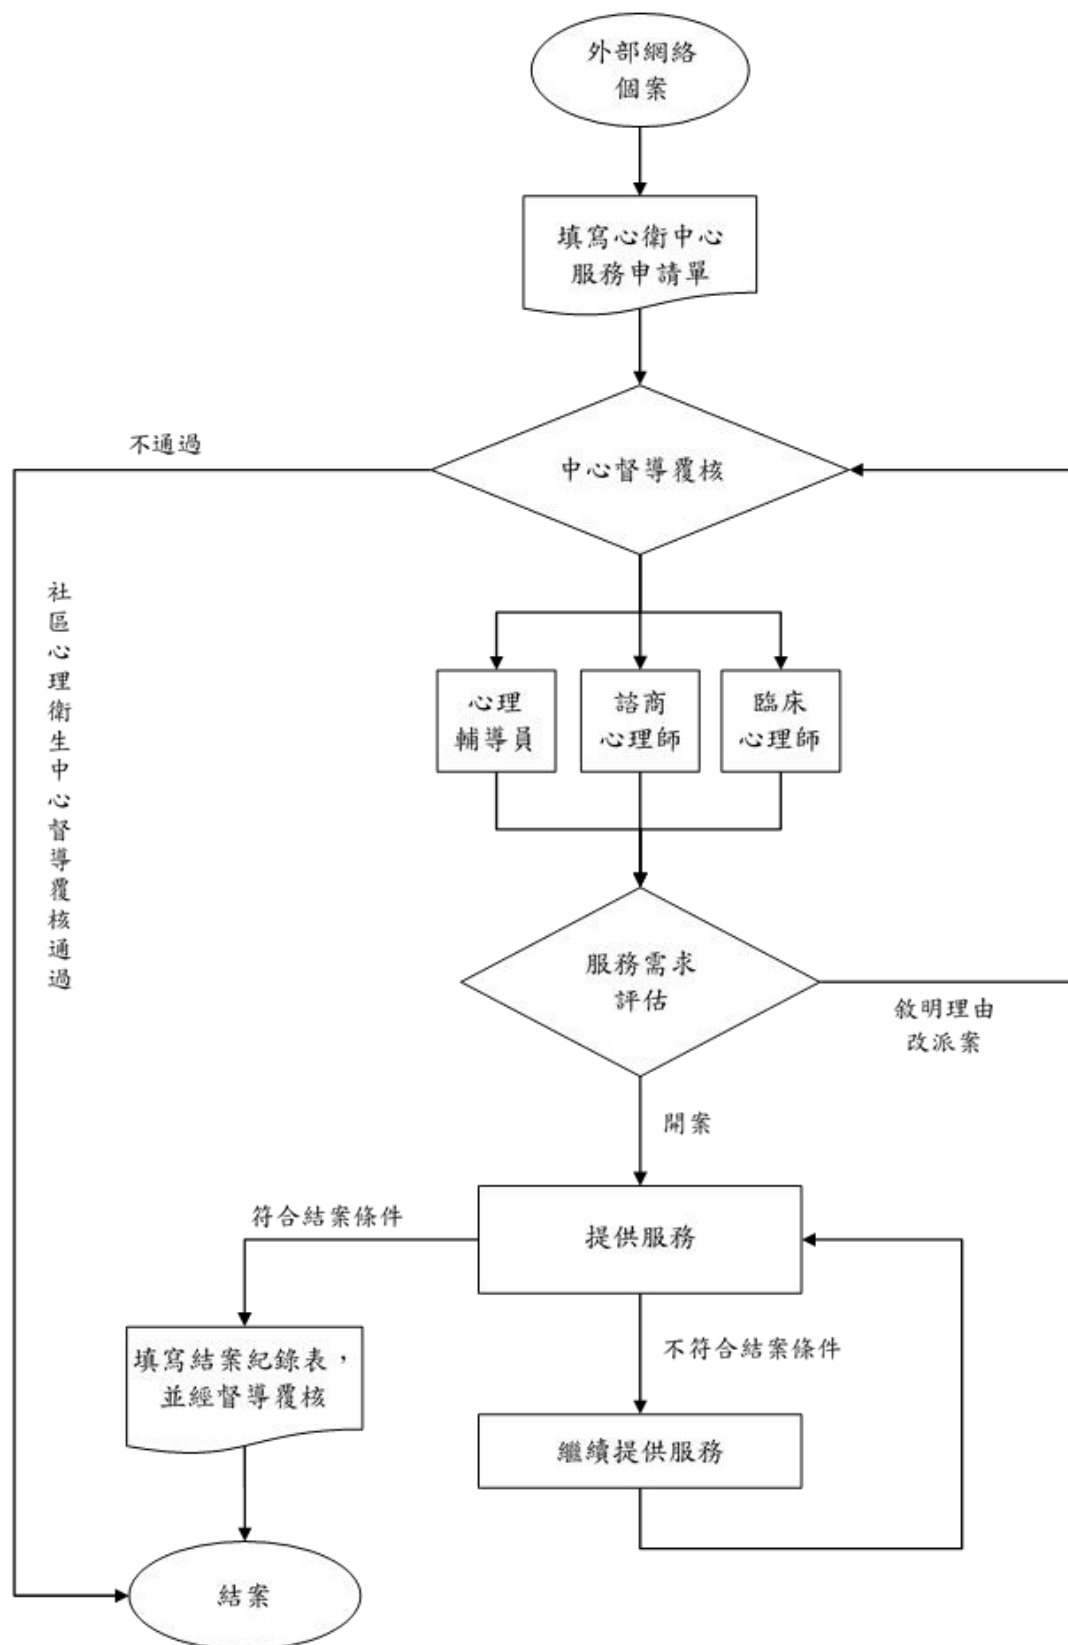 外部網絡
個案
填寫心衛中心
服務申請單
不通過
中心督導覆核
社區心理衛生中心督導覆核通過
心理
輔導員
諮商
心理師
臨床
心理師
服務需求
評估
敘明理由
改派案
開案
符合結案條件
提供服務
不符合結案條件
填寫結案紀錄表，
並經督導覆核
繼續提供服務
結案